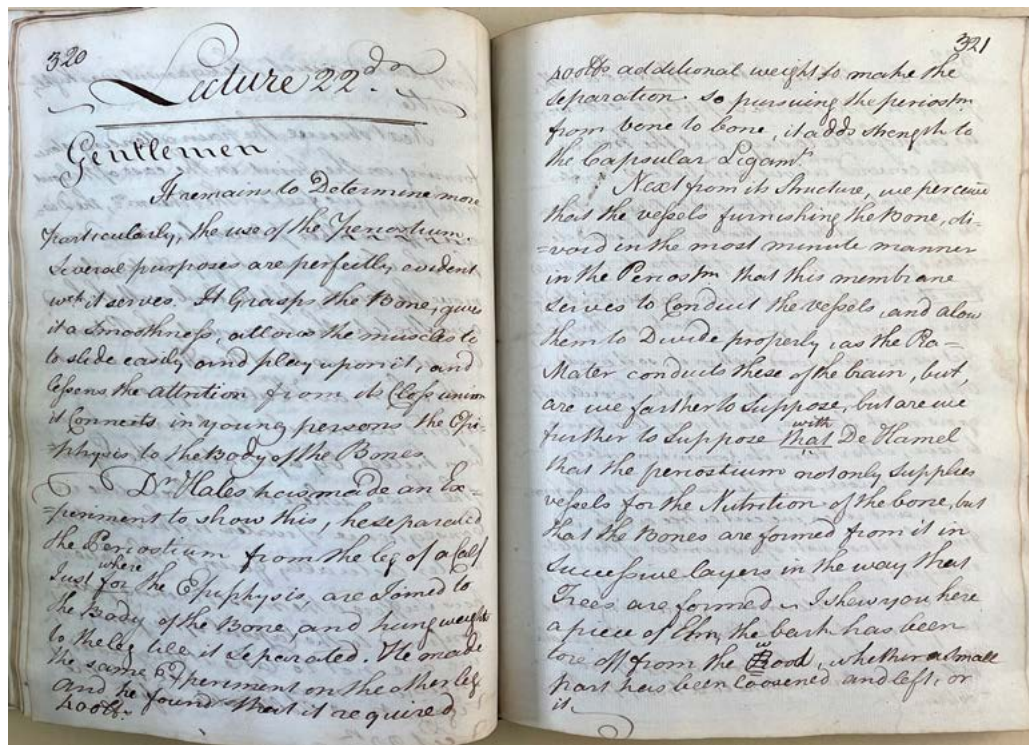 320
Lecture 22.d
Gentlemen
It remains to Determine more
particularly, the use of the Periostium.
Several purposes are perfectly evident
wch it serves. It Grasps the Bone, gives
it a smoothness, allows the muscles to
to slide easily and play upon it, and
lessens the attrition from its Closs union
it Connects in young persons the Epi=
=physis to the Body of the Bones
Dr Hales has made an Ex=
=periment to show this, he separated
the Periostium from the leg of a Calf
where
Just for the Epiphysis, are Joined to
the Body of the Bone, and hung weight
to the leg till it separated. He made
the same Experiment on the other leg
and he found that it required
400lb.
321
400lbs additional weight to make the
separation. so pursuing the periostm
from bone to bone, it adds strength to
the Capsular Ligamts.
Next from its Structure, we perceive
that the vessels furnishing the Bone, di=
=void in the most minute manner
in the Periostm that this membrane
serves to Conduct the vessels, and alow
them to Divide properly, as the Pia=
Mater conducts these of the brain, but,
are we farther to Suppose, but are we
with
further to Suppose that De Hamel
that the periostium not only supplies
vessels for the Nutrition of the bone, but
that the Bones are formed from it in
successive layers in the way that
Trees are formed. I shew you here
a piece of Elm, the bark has been
w
tore off from the Bood, whether a small
part has been loosened and left, or
it.